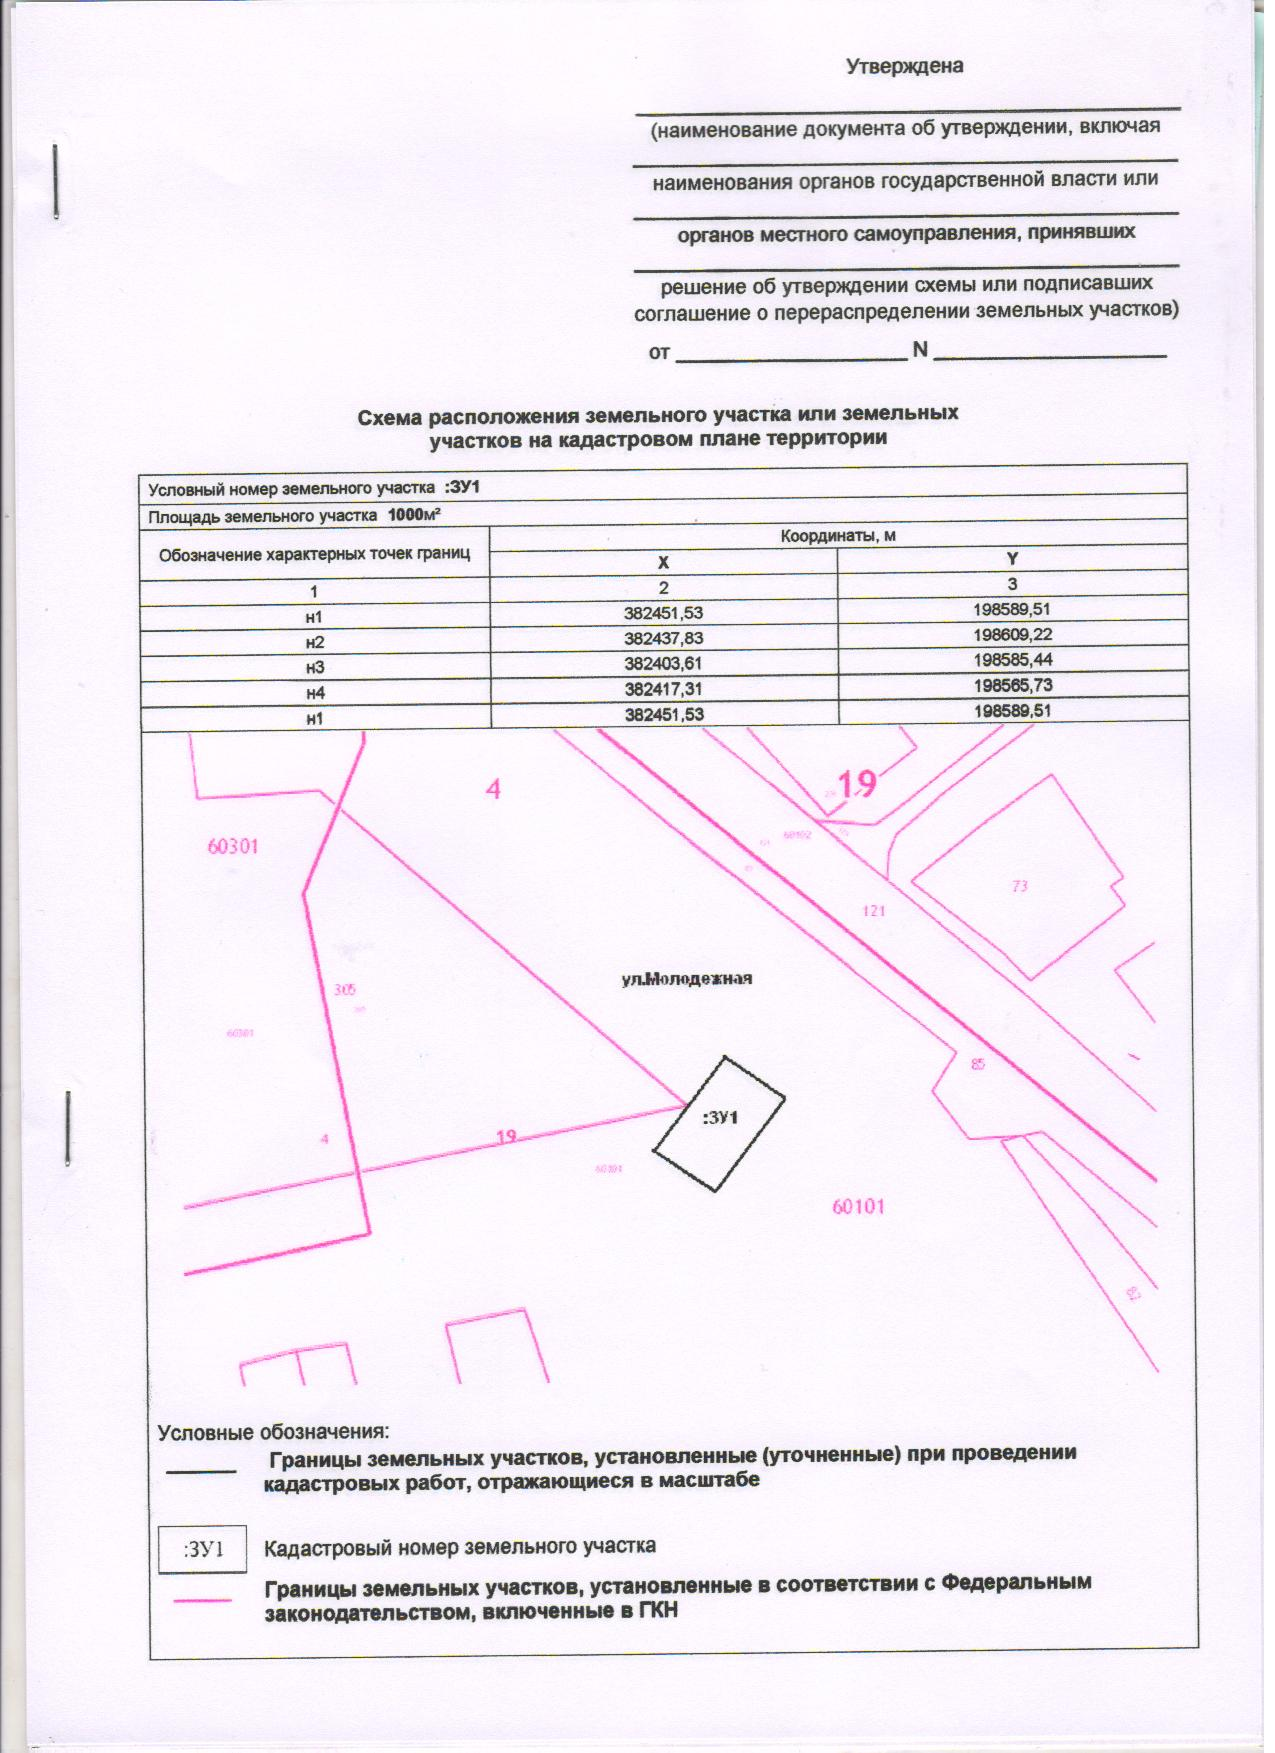 Утверждена
(наименование документа об утверждении, включая
наименования органов государственной власти или
органов местного самоуправления, принявших
решение об утверждении схемы или подписавших
соглашение о перераспределении земельных участков)
от N
Схема расположения земельного участка или земельных
участков на кадастровом плане территории
Условный номер земельного участка :ЗУ1
Площадь земельного участка 1000м²
Обозначение характерных точек границ
Координаты, м
X Y
1 2 3
н1 382451,53 198589,51
н2 382437,83 198609,22
н3 382403,61 198585,44
н4 382417,31 198565,73
н1 382451,53 198589,51
4
19
60301
60102
73
121
ул.Молодежная
305
60301
85
:ЗУ1
4
19
60101
60101
Условные обозначения:
Границы земельных участков, установленные (уточненные) при проведении
кадастровых работ, отражающиеся в масштабе
:ЗУ1 Кадастровый номер земельного участка
Границы земельных участков, установленные в соответствии с Федеральным
законодательством, включенные в ГКН